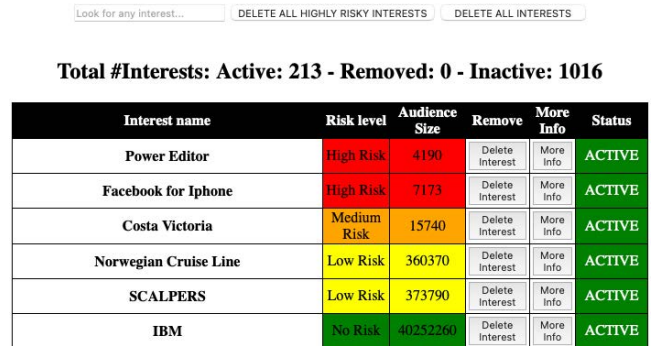 Look for any interest... DELETE ALL HIGHLY RISKY INTERESTS DELETE ALL INTERESTS
Total #Interests: Active: 213 - Removed: 0 - Inactive: 1016
Interest name Risk level Audience Size Remove More Info Status
Power Editor High Risk 4190 Delete Interest More Info ACTIVE
Facebook for Iphone High Risk 7173 Delete Interest More Info ACTIVE
Costa Victoria Medium Risk 15740 Delete Interest More Info ACTIVE
Norwegian Cruise Line Low Risk 360370 Delete Interest More Info ACTIVE
SCALPERS Low Risk 373790 Delete Interest More Info ACTIVE
IBM No Risk 40252260 Delete Interest More Info ACTIVE